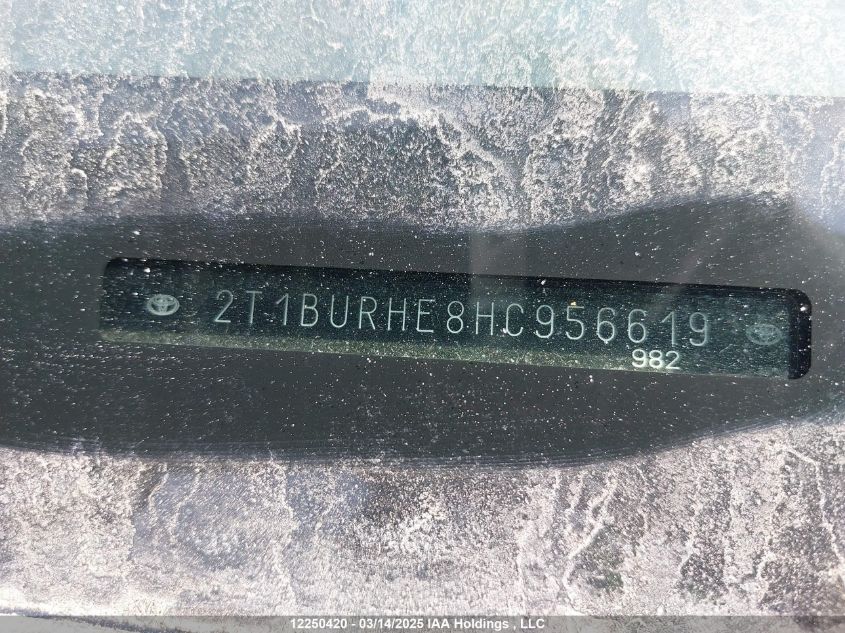 2T1BURHE8HC956619
982
12250420 - 03/14/2025 IAA Holdings , LLC